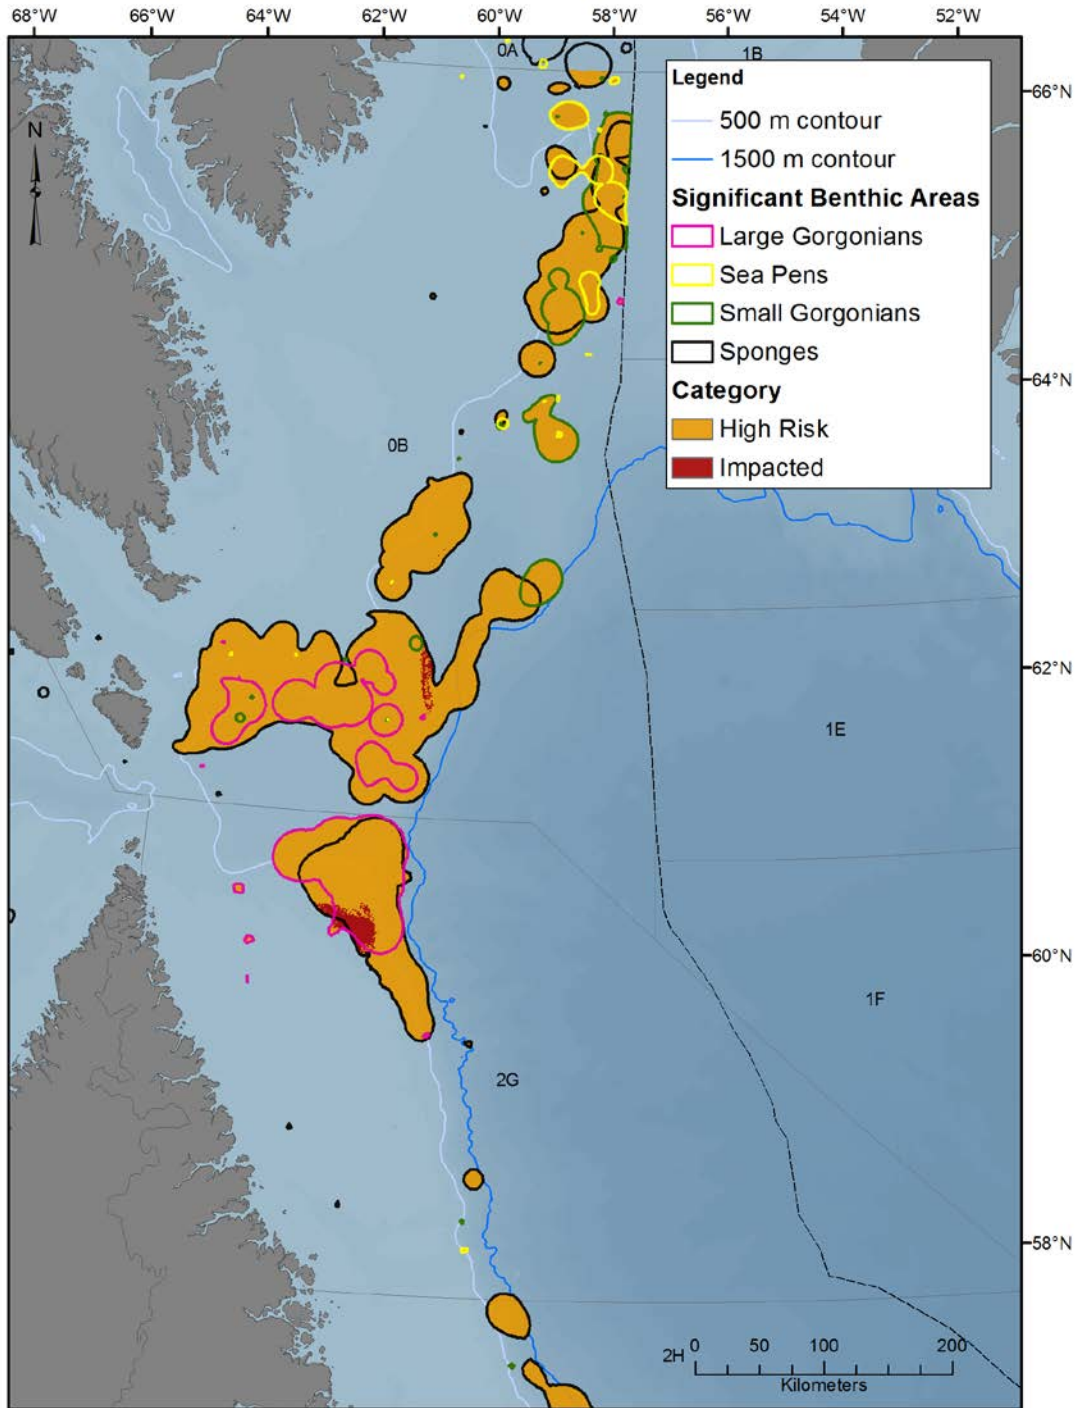 68°W 66°W 64°W 62°W 60°W 58°W 56°W 54°W 52°W
0A 1B
Legend
66°N
500 m contour
N
1500 m contour
Significant Benthic Areas
Large Gorgonians
Sea Pens
Small Gorgonians
Sponges
64°N
Category
High Risk
0B
Impacted
62°N
1E
60°N
1F
2G
58°N
2H 0 50 100 200
Kilometers